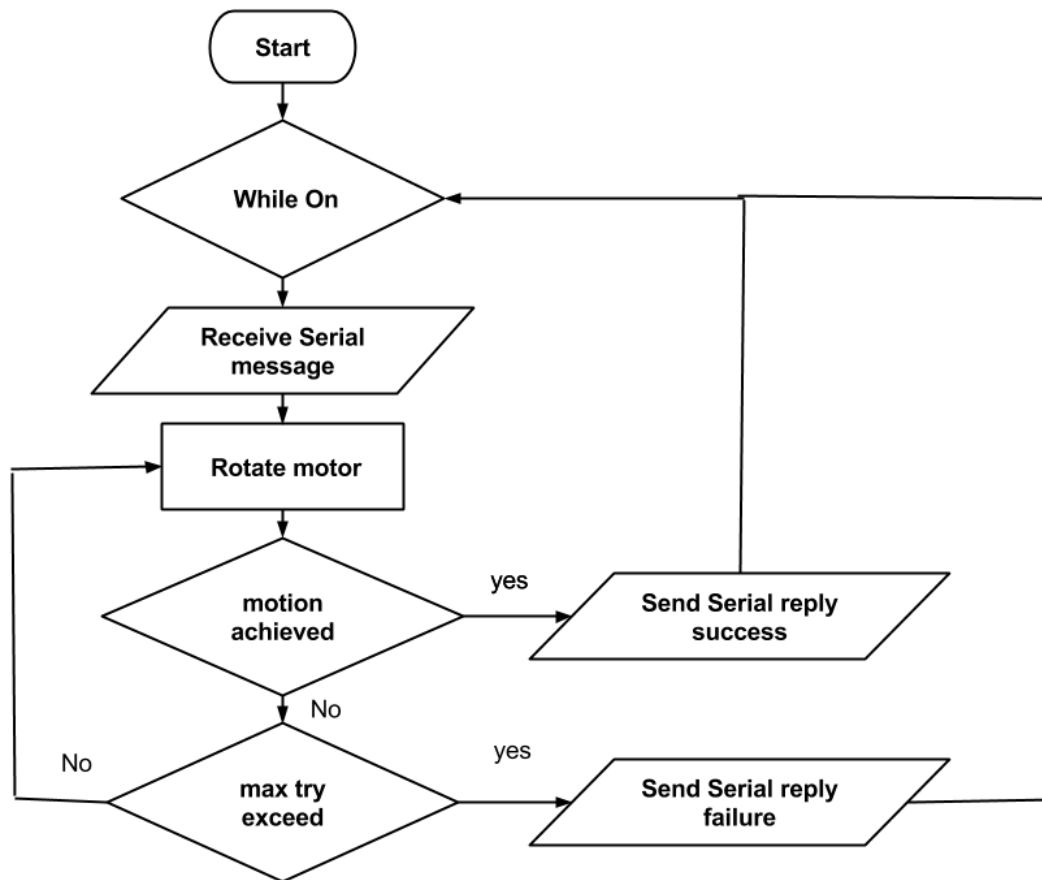 Start
While On
Receive Serial
message
Rotate motor
motion
achieved
yes
Send Serial reply
success
No
No
max try
exceed
yes
Send Serial reply
failure